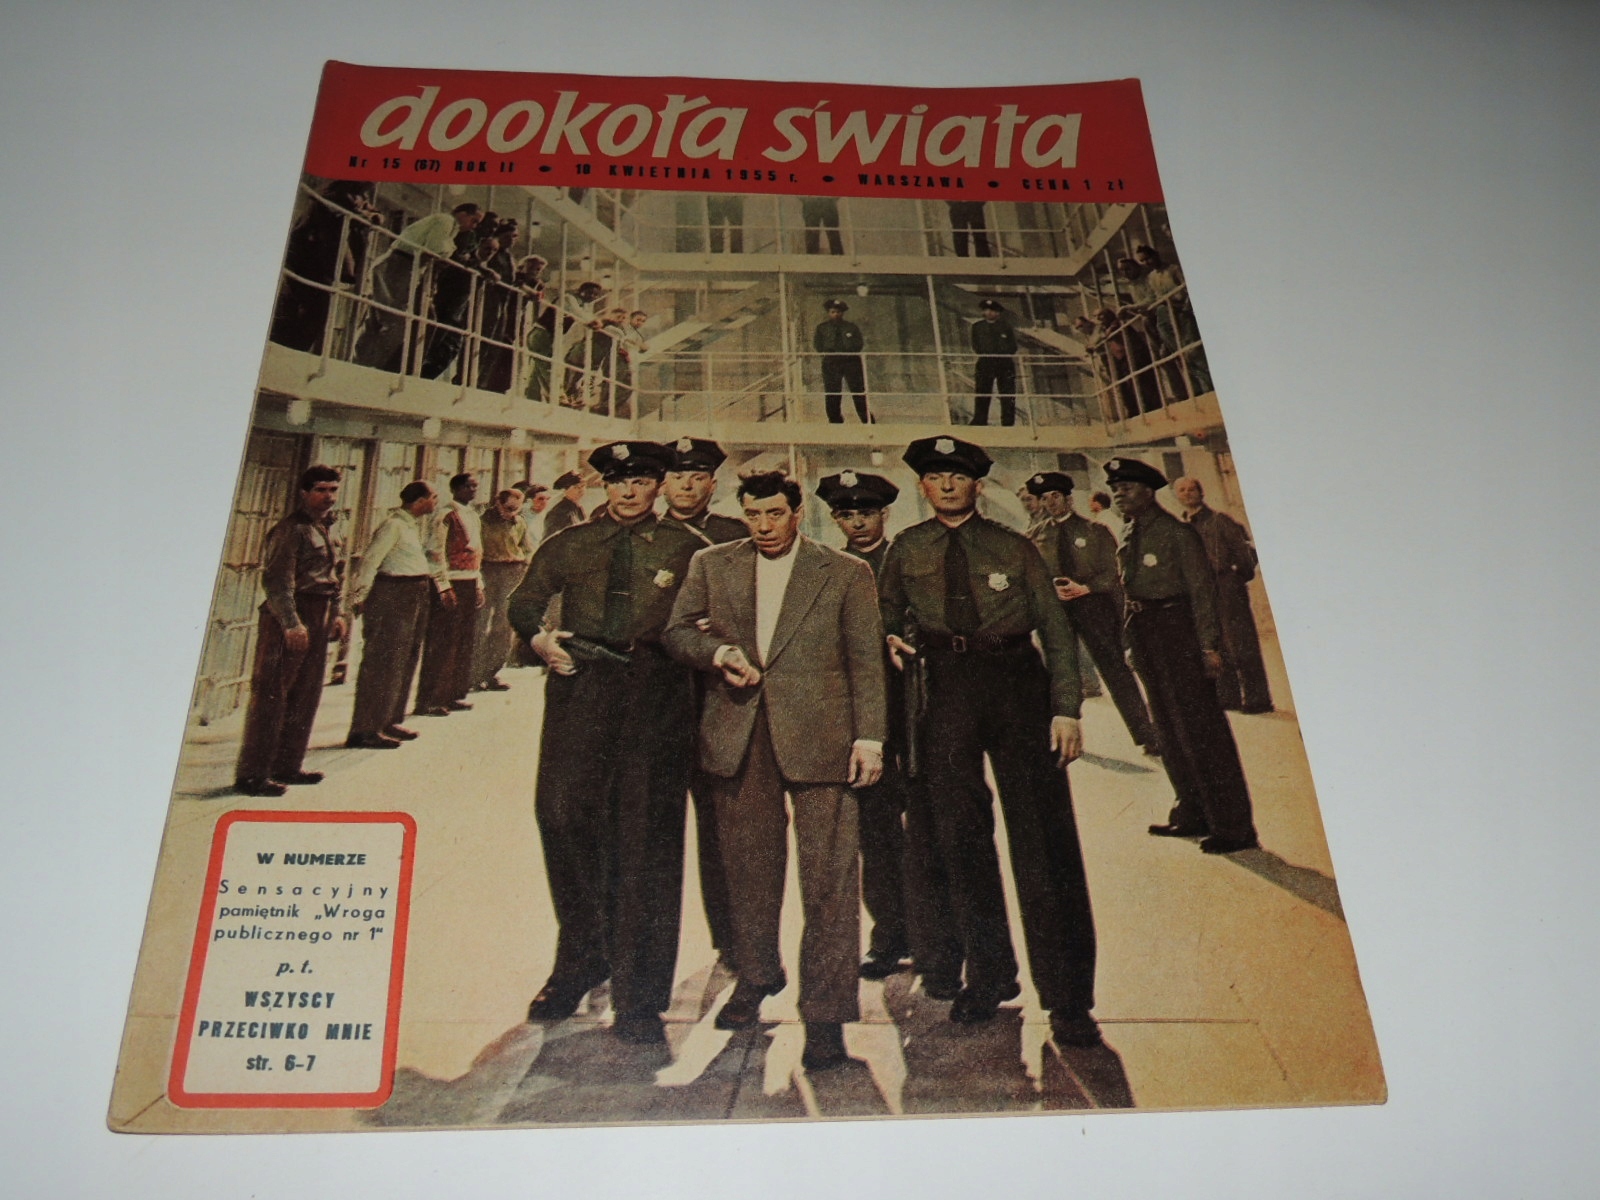 dookoła świata
Nr 15 (67) ROK II • 10 KWIETNIA 1955 r. • WARSZAWA • CENA 1 zł
W NUMERZE
Sensacyjny
pamiętnik „Wroga
publicznego nr 1“
p. t.
WSZYSCY
PRZECIWKO MNIE
str. 6–7